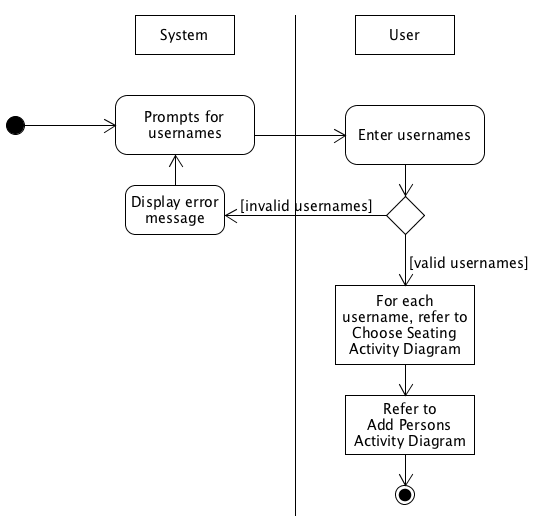 System
User
Prompts for
usernames
Enter usernames
Display error
message
[invalid usernames]
[valid usernames]
For each
username, refer to
Choose Seating
Activity Diagram
Refer to
Add Persons
Activity Diagram